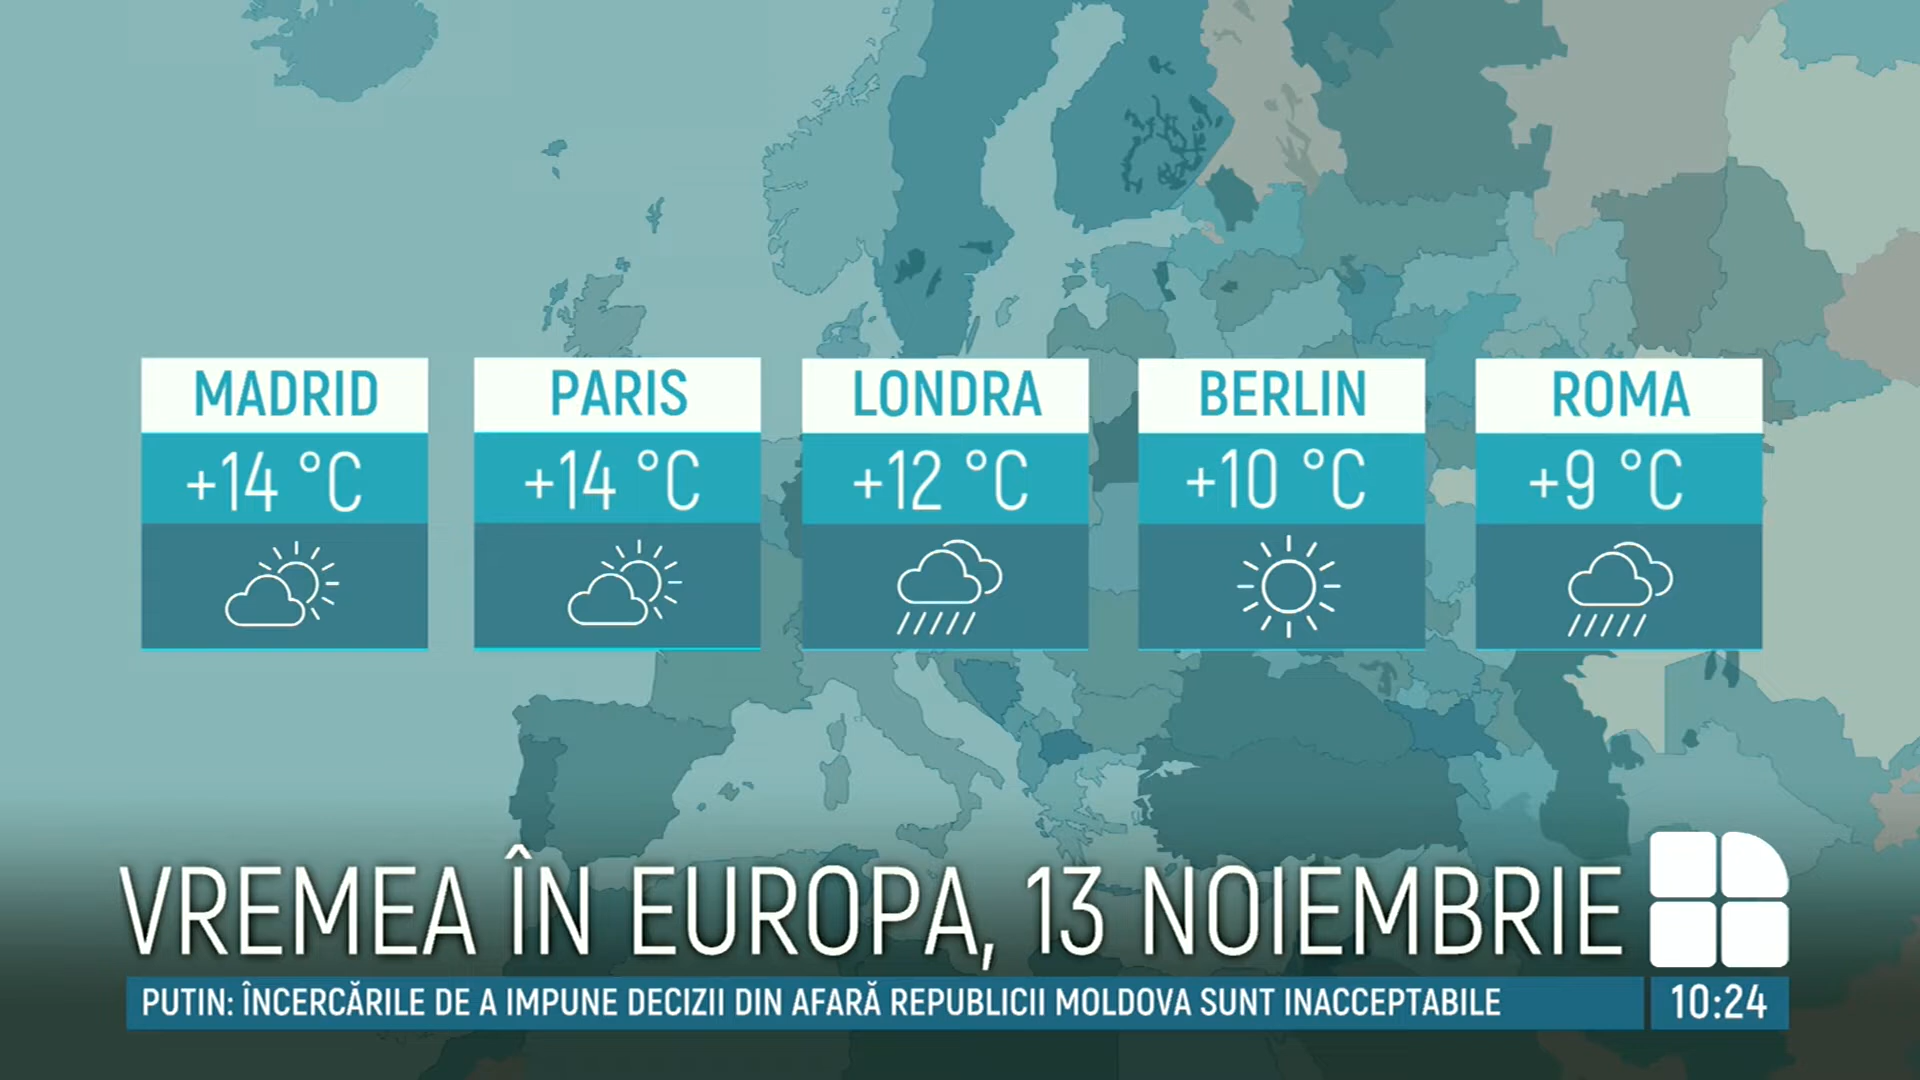 MADRID
+14 °C
PARIS
+14 °C
LONDRA
+12 °C
BERLIN
+10 °C
ROMA
+9 °C
VREMEA ÎN EUROPA, 13 NOIEMBRIE
PUTIN: ÎNCERCĂRILE DE A IMPUNE DECIZII DIN AFARĂ REPUBLICII MOLDOVA SUNT INACCEPTABILE
10:24